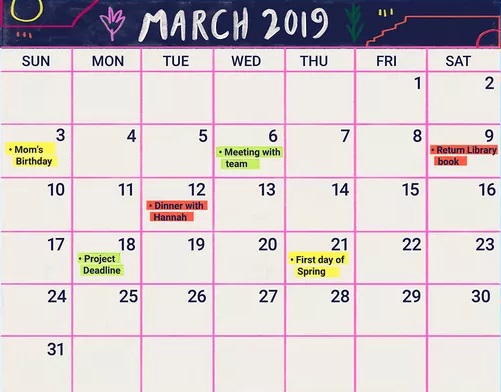 MARCH 2019
SUN MON TUE WED THU FRI SAT
1 2
3 4 5 6 7 8 9
• Mom's
Birthday
• Meeting with
team
• Return Library
book
10 11 12 13 14 15 16
• Dinner with
Hannah
17 18 19 20 21 22 23
• Project
Deadline
• First day of
Spring
24 25 26 27 28 29 30
31